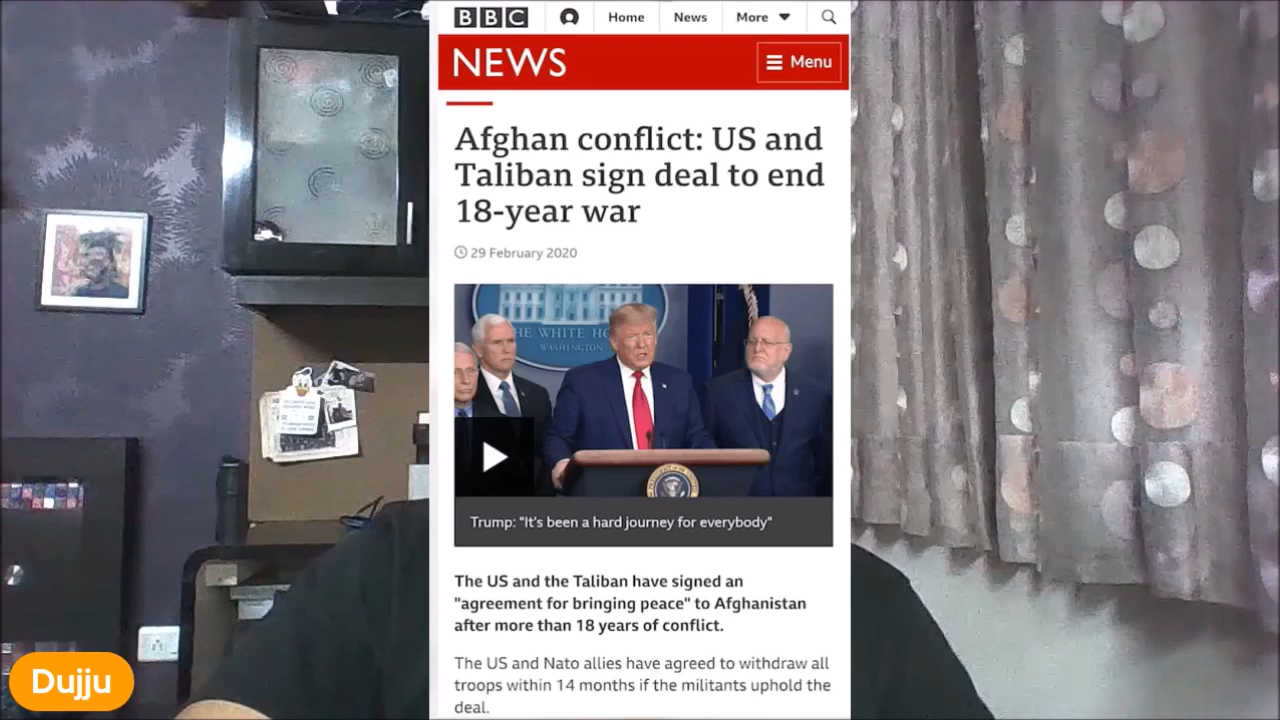 BBC
Home
News
More
NEWS
Menu
Afghan conflict: US and
Taliban sign deal to end
18-year war
29 February 2020
THE WHITE HO
WASHINGTON
Trump: "It's been a hard journey for everybody"
The US and the Taliban have signed an
"agreement for bringing peace" to Afghanistan
after more than 18 years of conflict.
The US and Nato allies have agreed to withdraw all
troops within 14 months if the militants uphold the
deal.
Dujju